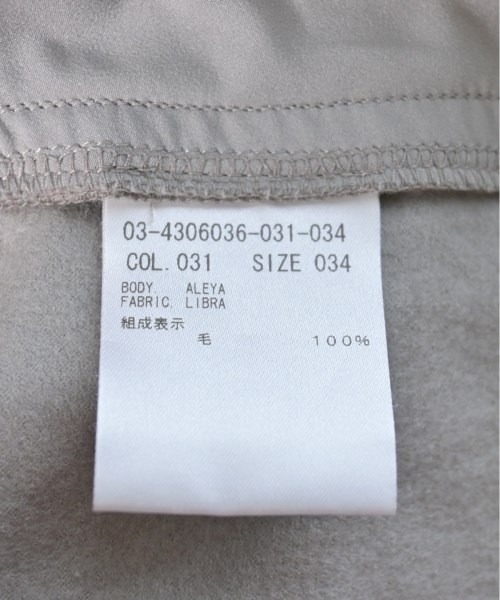 03-4306036-031-034
COL. 031 SIZE 034
BODY. ALEYA
FABRIC. LIBRA
組成表示
毛 100%